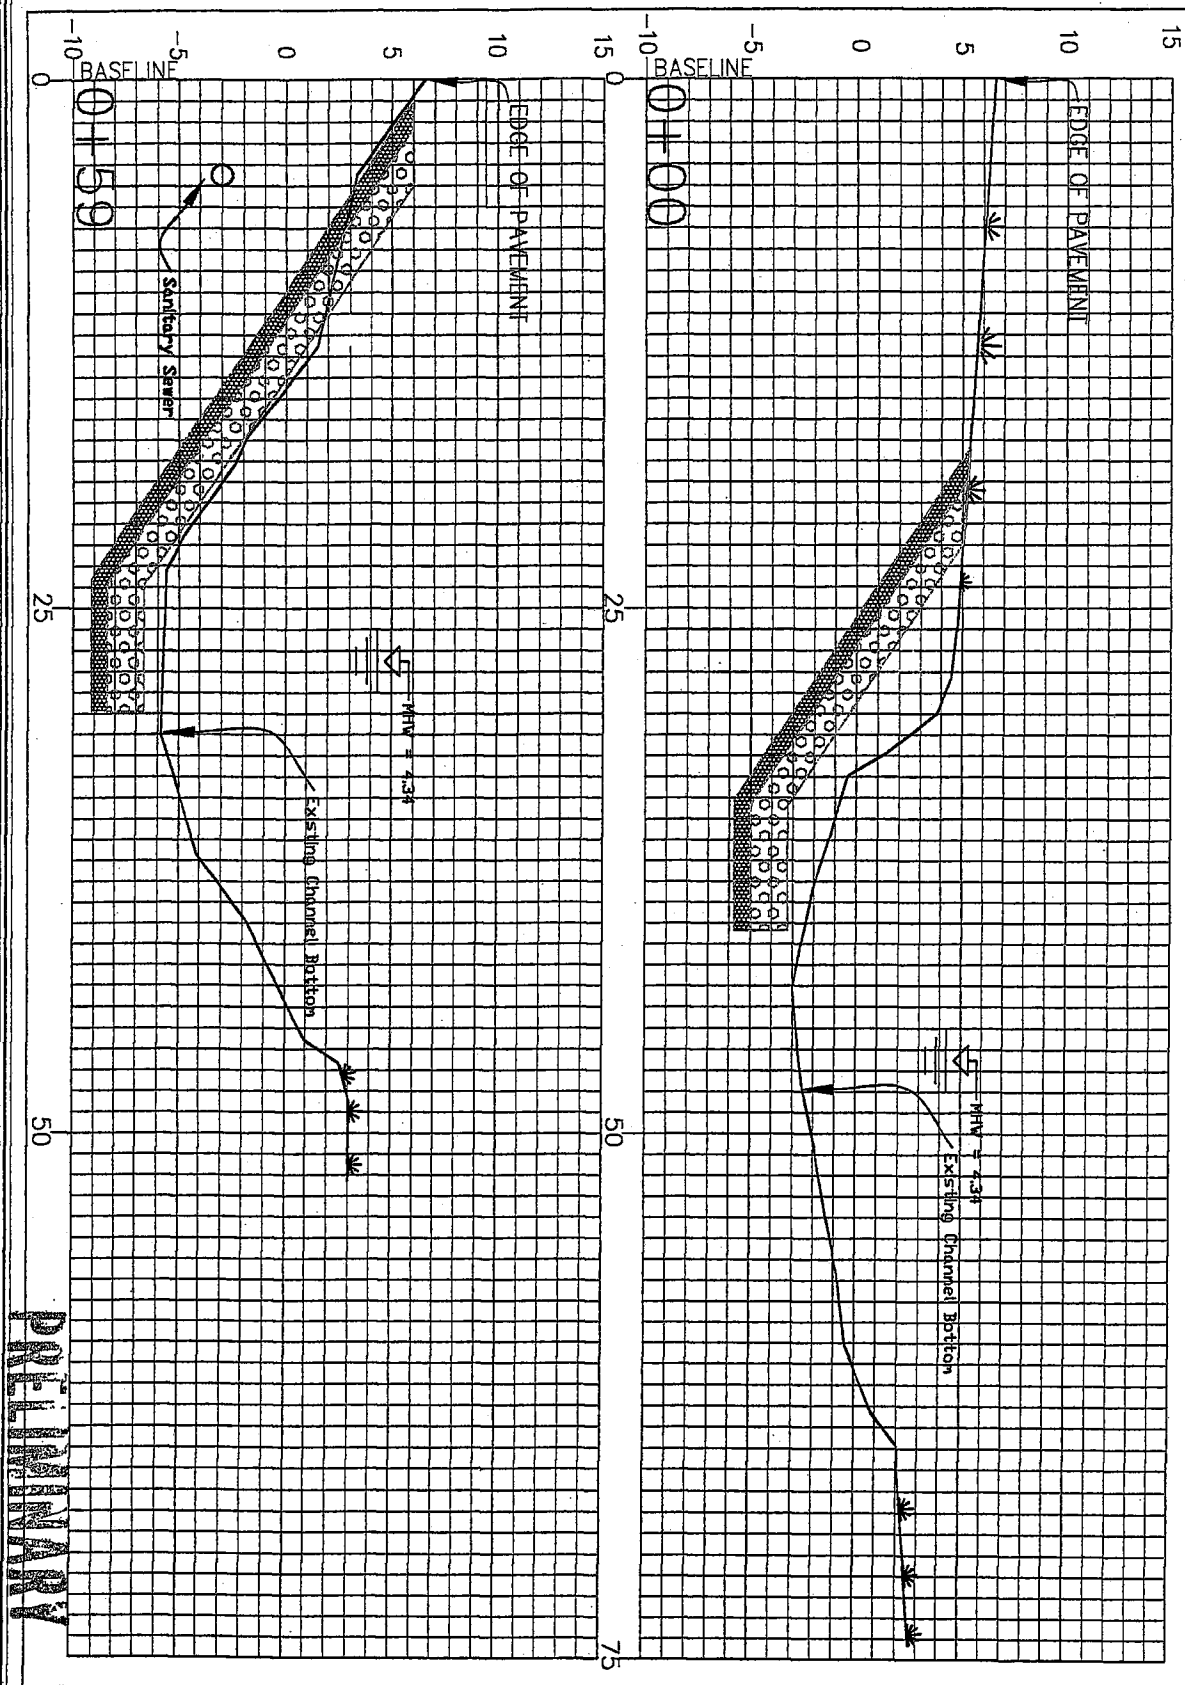 15
10
5
0
-5
-10
BASELINE
0+00
EDGE OF PAVEMENT
MHW = 4.34
Existing Channel Bottom
0
25
50
75
15
10
5
0
-5
-10
BASELINE
0+59
EDGE OF PAVEMENT
Sanitary Sewer
MHW = 4.34
Existing Channel Bottom
0
25
50
PRELIMINARY